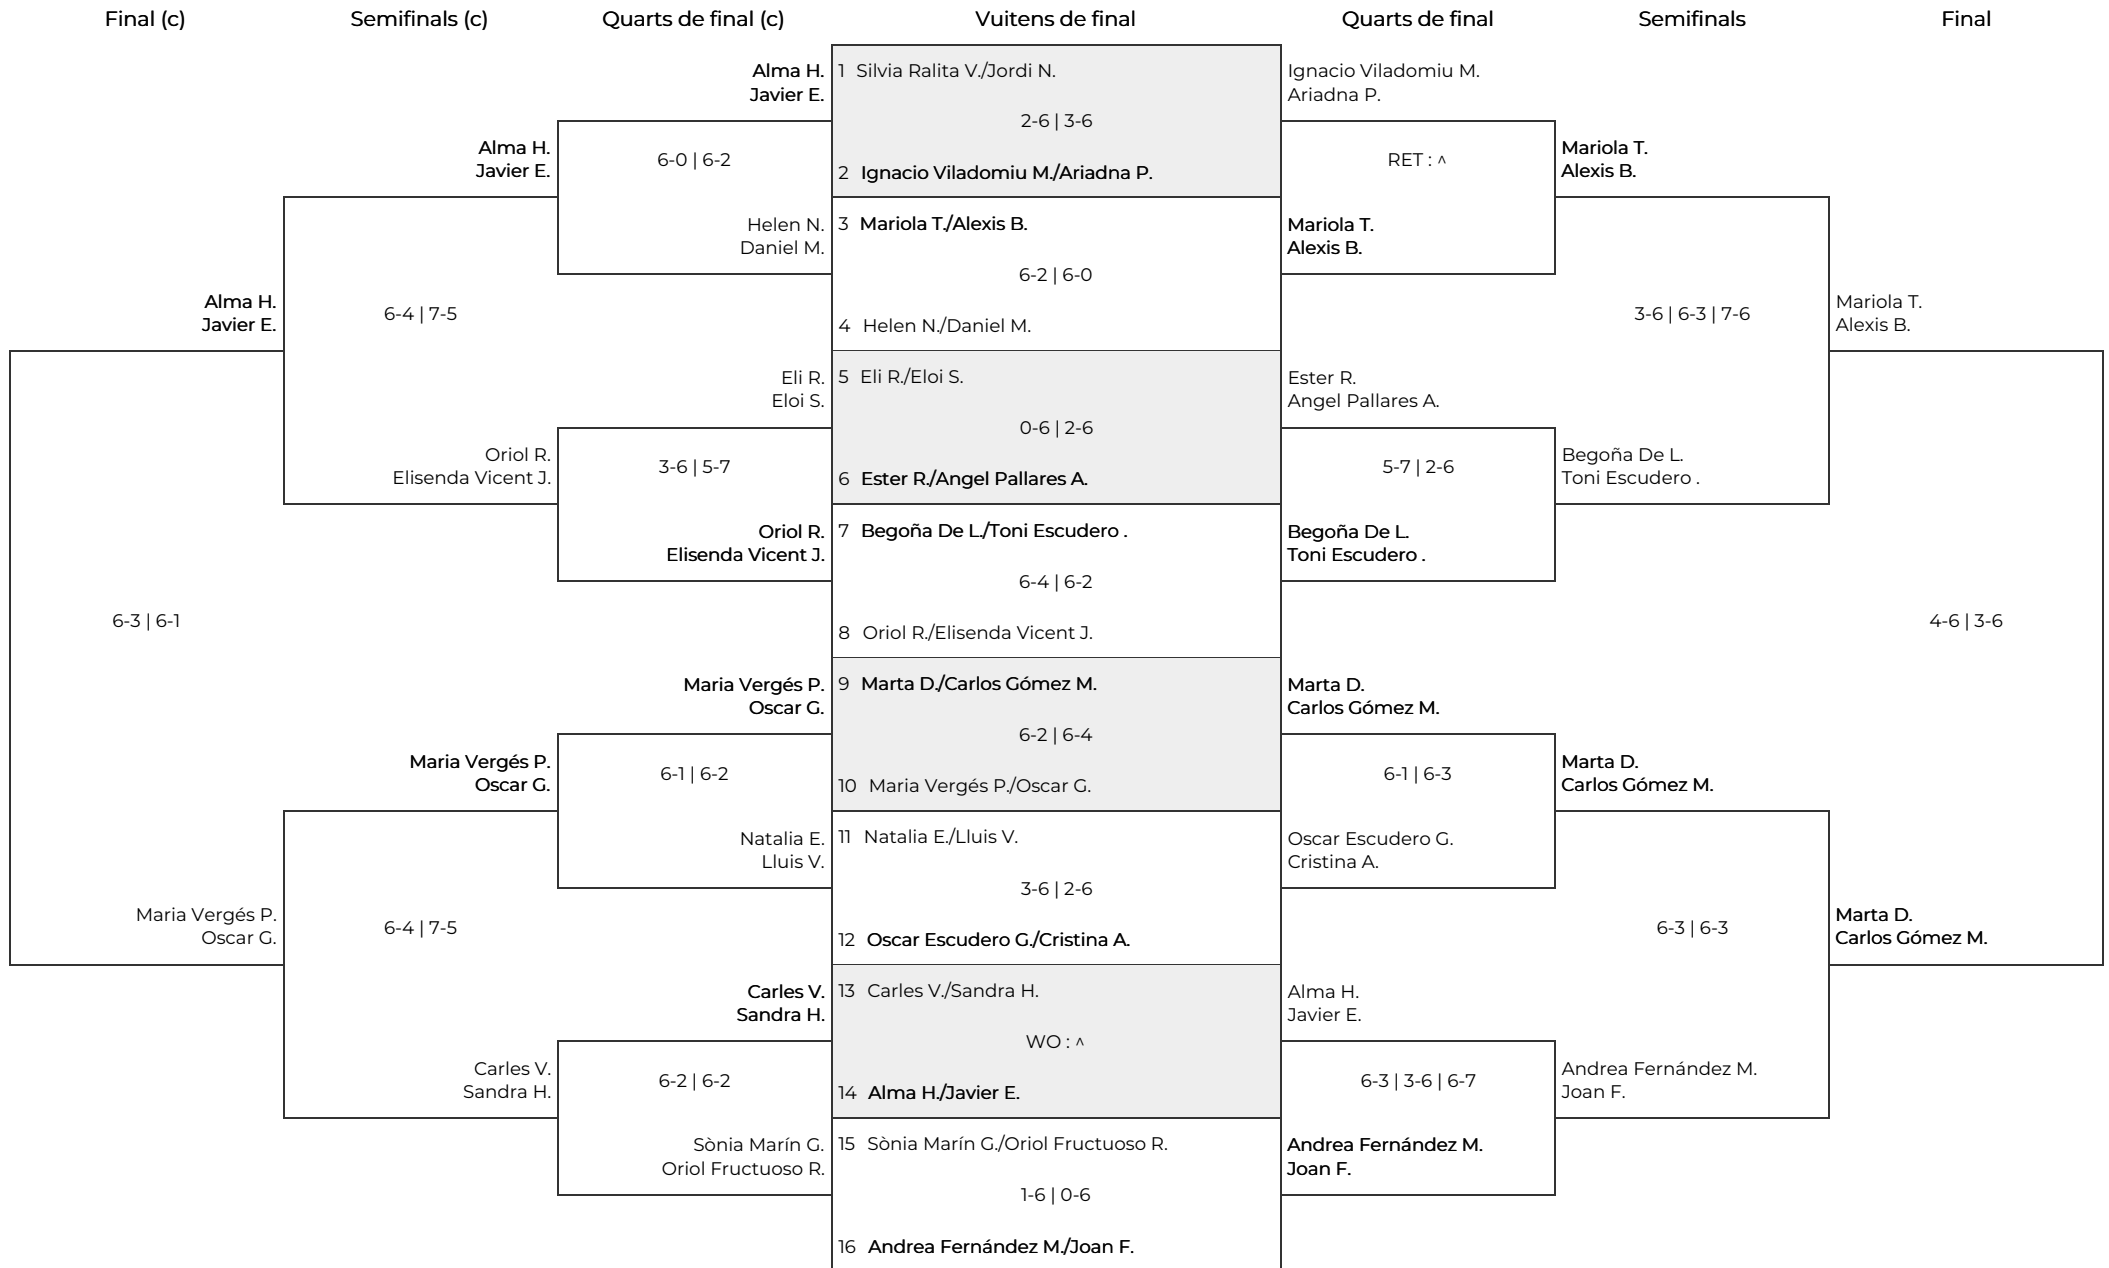 Final (c)
Semifinals (c)
Quarts de final (c)
Vuitens de final
Quarts de final
Semifinals
Final
Alma H.
Javier E.
Maria Vergés P.
Oscar G.
6-3 | 6-1
Alma H.
Javier E.
6-4 | 7-5
Oriol R.
Elisenda Vicent J.
Maria Vergés P.
Oscar G.
6-4 | 7-5
Carles V.
Sandra H.
Alma H.
Javier E.
6-0 | 6-2
Helen N.
Daniel M.
Eli R.
Eloi S.
3-6 | 5-7
Oriol R.
Elisenda Vicent J.
Maria Vergés P.
Oscar G.
6-1 | 6-2
Natalia E.
Lluis V.
Carles V.
Sandra H.
6-2 | 6-2
Sònia Marín G.
Oriol Fructuoso R.
1 Silvia Ralita V./Jordi N.
2-6 | 3-6
2 Ignacio Viladomiu M./Ariadna P.
3 Mariola T./Alexis B.
6-2 | 6-0
4 Helen N./Daniel M.
5 Eli R./Eloi S.
0-6 | 2-6
6 Ester R./Angel Pallares A.
7 Begoña De L./Toni Escudero .
6-4 | 6-2
8 Oriol R./Elisenda Vicent J.
9 Marta D./Carlos Gómez M.
6-2 | 6-4
10 Maria Vergés P./Oscar G.
11 Natalia E./Lluis V.
3-6 | 2-6
12 Oscar Escudero G./Cristina A.
13 Carles V./Sandra H.
WO : ^
14 Alma H./Javier E.
15 Sònia Marín G./Oriol Fructuoso R.
1-6 | 0-6
16 Andrea Fernández M./Joan F.
Ignacio Viladomiu M.
Ariadna P.
RET : ^
Mariola T.
Alexis B.
Ester R.
Angel Pallares A.
5-7 | 2-6
Begoña De L.
Toni Escudero .
Marta D.
Carlos Gómez M.
6-1 | 6-3
Oscar Escudero G.
Cristina A.
Alma H.
Javier E.
6-3 | 3-6 | 6-7
Andrea Fernández M.
Joan F.
Mariola T.
Alexis B.
3-6 | 6-3 | 7-6
Begoña De L.
Toni Escudero .
Marta D.
Carlos Gómez M.
6-3 | 6-3
Andrea Fernández M.
Joan F.
Mariola T.
Alexis B.
4-6 | 3-6
Marta D.
Carlos Gómez M.